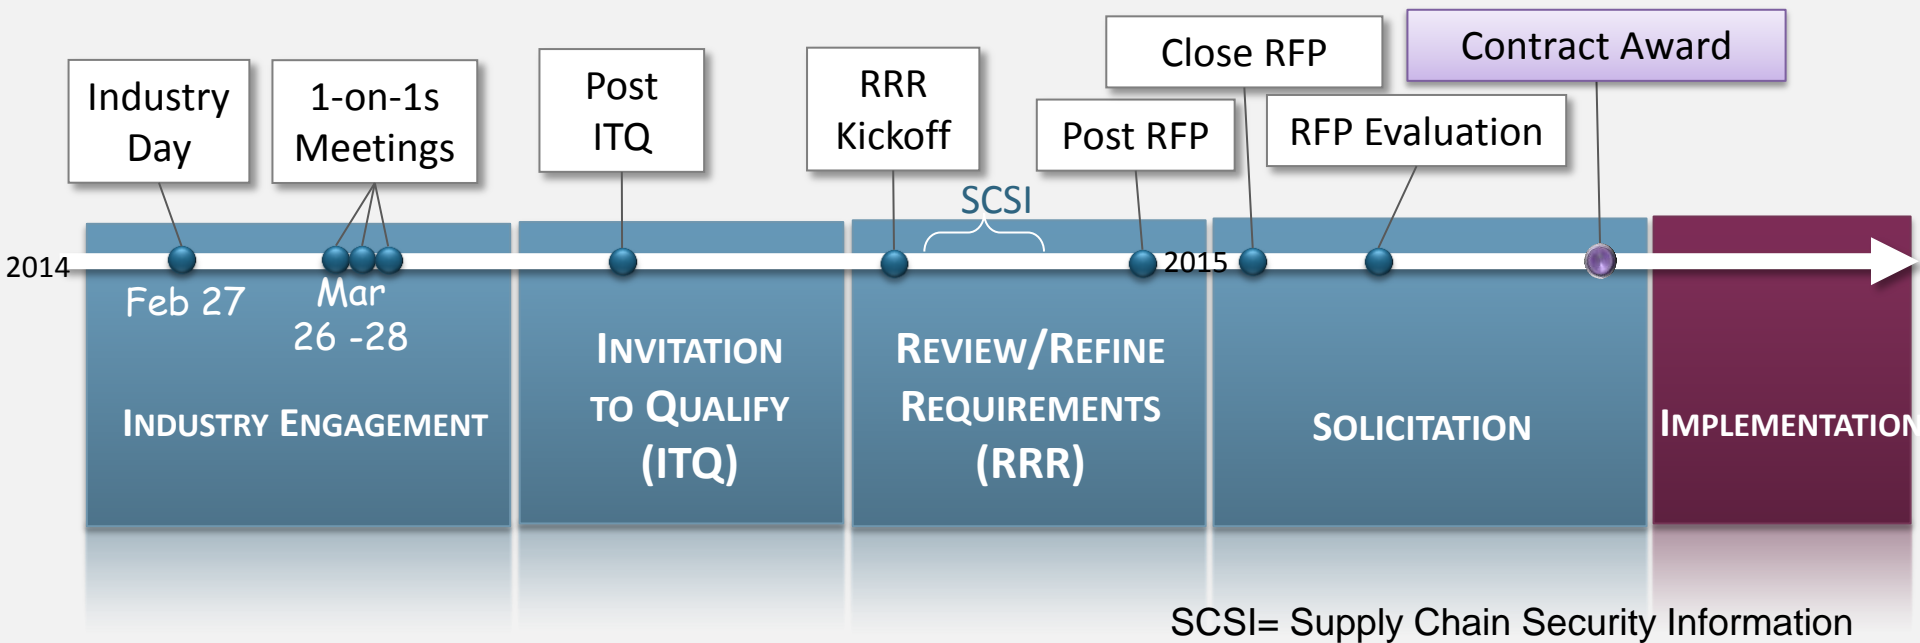 Industry
Day
1-on-1s
Meetings
Post
ITQ
RRR
Kickoff
Post RFP
Close RFP
RFP Evaluation
Contract Award
SCSI
2014
2015
Feb 27
Mar
26 -28
INDUSTRY ENGAGEMENT
INVITATION
TO QUALIFY
(ITQ)
REVIEW/REFINE
REQUIREMENTS
(RRR)
SOLICITATION
IMPLEMENTATION
SCSI= Supply Chain Security Information